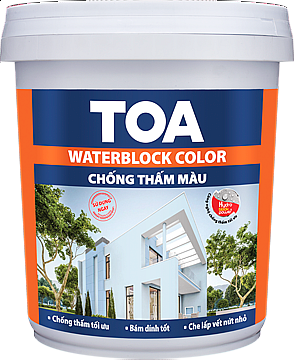 TOA
WATERBLOCK COLOR
CHỐNG THẤM MÀU
SỬ DỤNG
NGAY
Hydro
• Chống thấm tối ưu
• Bám dính tốt
• Che lấp vết nứt nhỏ